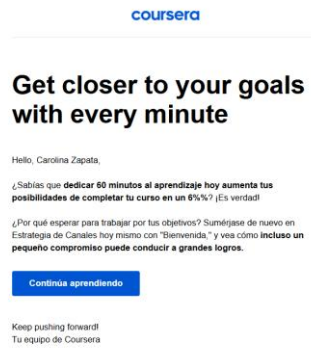 coursera
Get closer to your goals
with every minute
Hello, Carolina Zapata,
¿Sabías que dedicar 60 minutos al aprendizaje hoy aumenta tus
posibilidades de completar tu curso en un 6%%? ¡Es verdad!
¿Por qué esperar para trabajar por tus objetivos? Sumérjase de nuevo en
Estrategia de Canales hoy mismo con "Bienvenida," y vea cómo incluso un
pequeño compromiso puede conducir a grandes logros.
Continúa aprendiendo
Keep pushing forward!
Tu equipo de Coursera